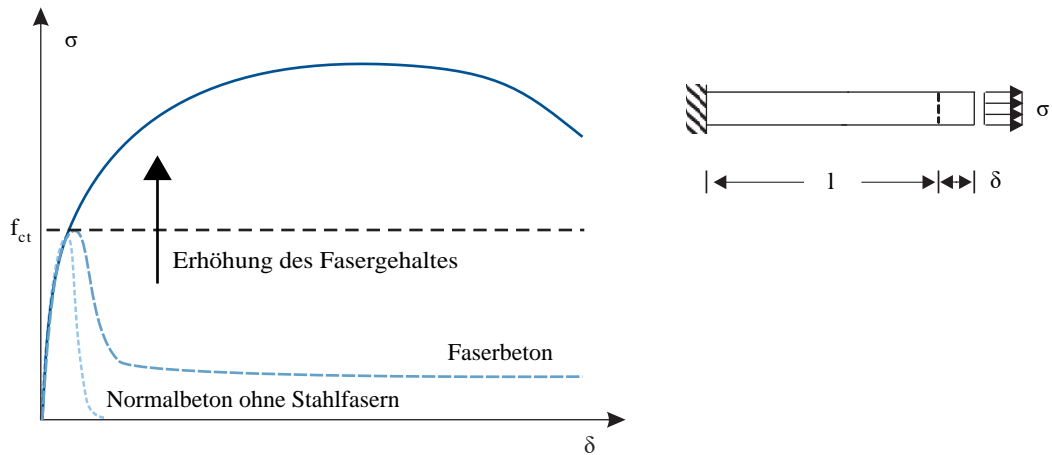 σ
f_ct
Erhöhung des Fasergehaltes
Faserbeton
Normalbeton ohne Stahlfasern
δ
σ
l
δ